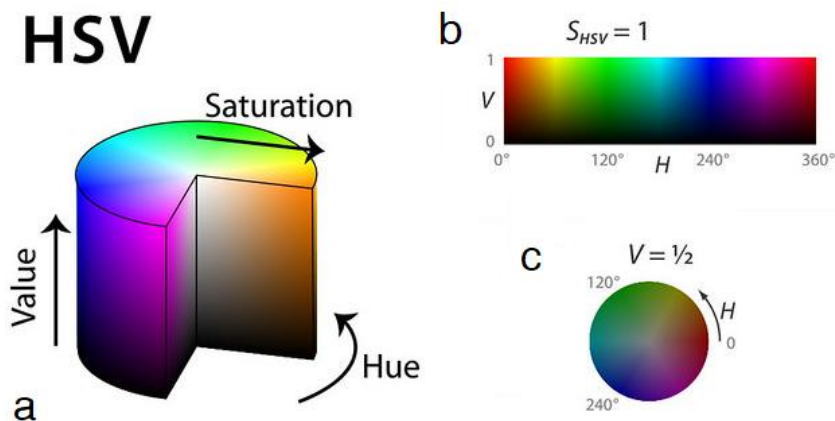 HSV
Saturation
Value
Hue
a
b
S_HSV = 1
1
V
0
0°
120°
H
240°
360°
c
V = ½
120°
H
0
240°